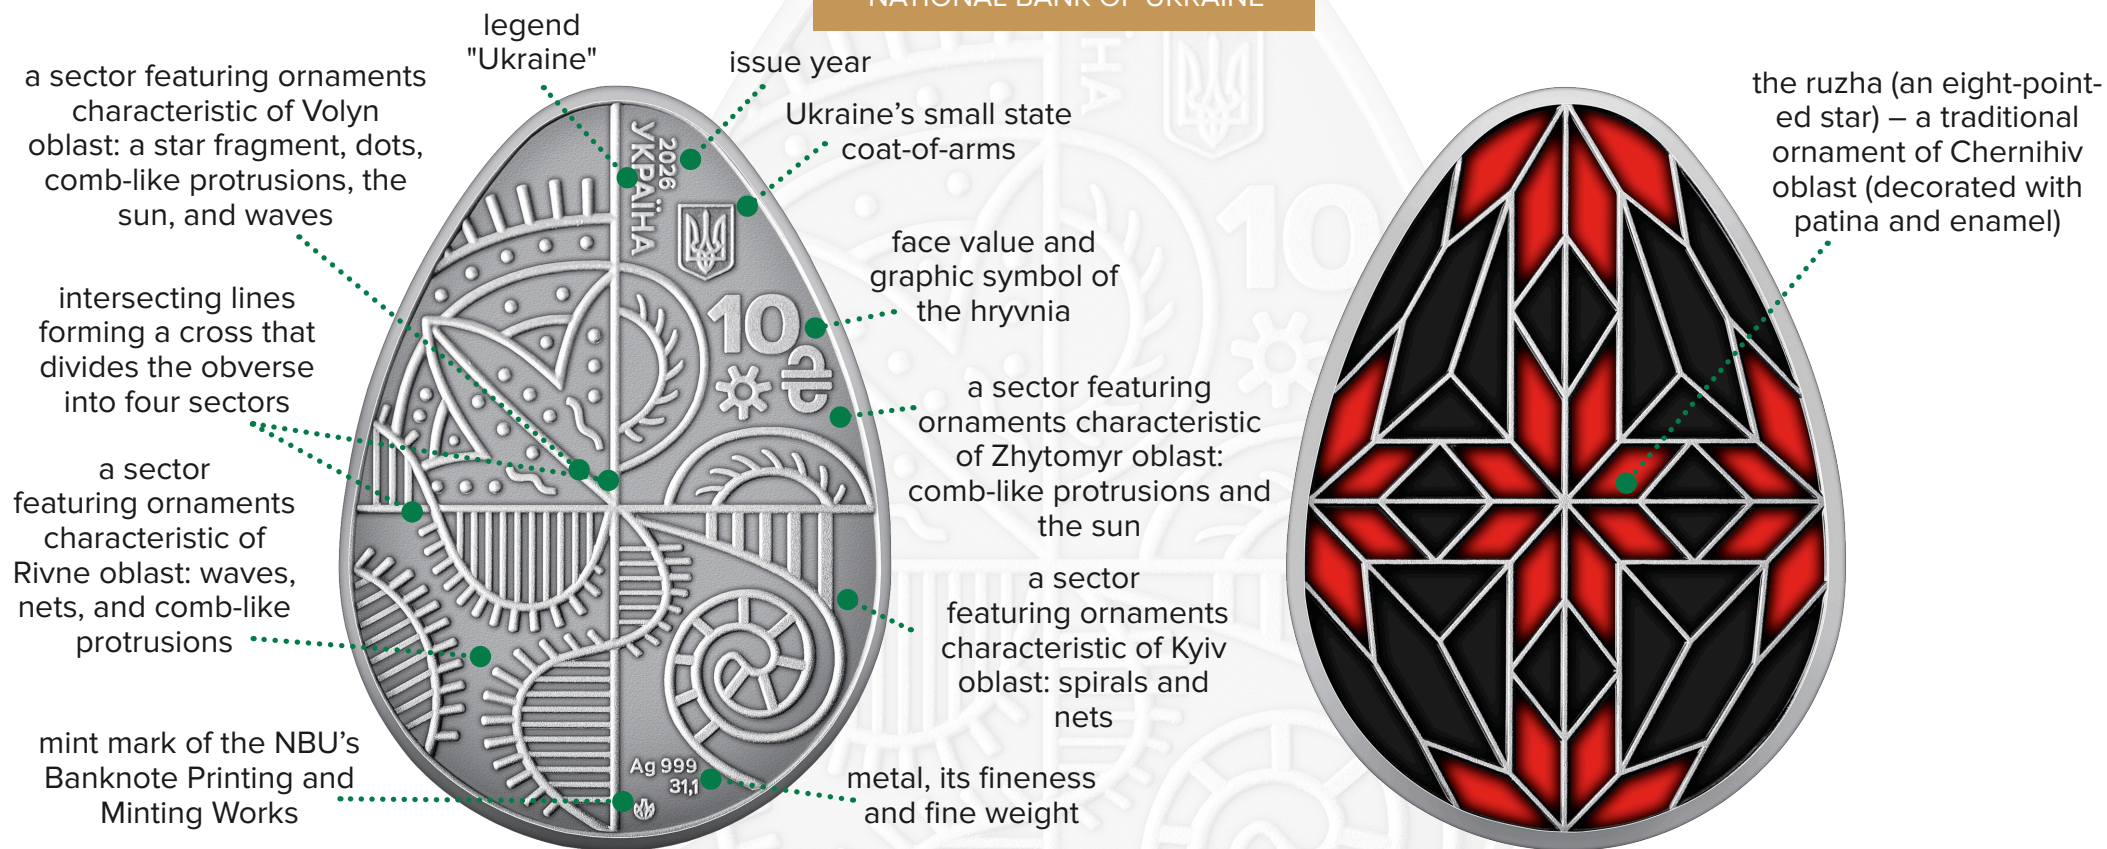 NATIONAL BANK OF UKRAINE
legend
"Ukraine"
issue year
Ukraine’s small state
coat-of-arms
a sector featuring ornaments
characteristic of Volyn
oblast: a star fragment, dots,
comb-like protrusions, the
sun, and waves
face value and
graphic symbol of
the hryvnia
intersecting lines
forming a cross that
divides the obverse
into four sectors
a sector featuring
ornaments characteristic
of Zhytomyr oblast:
comb-like protrusions and
the sun
a sector
featuring ornaments
characteristic of
Rivne oblast: waves,
nets, and comb-like
protrusions
a sector
featuring ornaments
characteristic of Kyiv
oblast: spirals and
nets
mint mark of the NBU’s
Banknote Printing and
Minting Works
metal, its fineness
and fine weight
2026
УКРАЇНА
10₴
Ag 999
31,1
the ruzha (an eight-point-
ed star) – a traditional
ornament of Chernihiv
oblast (decorated with
patina and enamel)
ЇНА
10